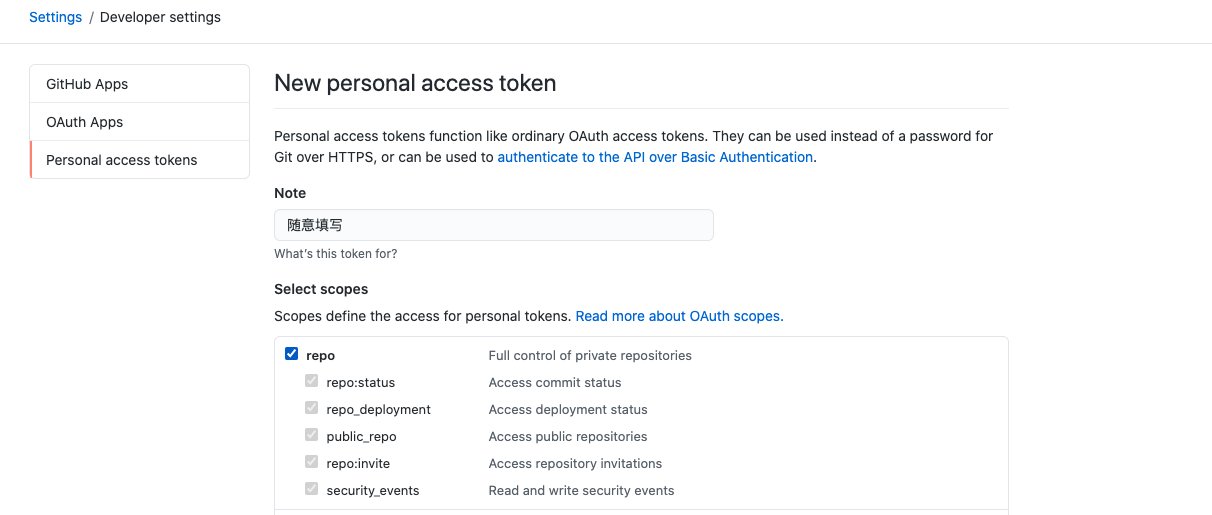 Settings / Developer settings
GitHub Apps
OAuth Apps
Personal access tokens
New personal access token
Personal access tokens function like ordinary OAuth access tokens. They can be used instead of a password for
Git over HTTPS, or can be used to authenticate to the API over Basic Authentication.
Note
随意填写
What's this token for?
Select scopes
Scopes define the access for personal tokens. Read more about OAuth scopes.
repo Full control of private repositories
repo:status Access commit status
repo_deployment Access deployment status
public_repo Access public repositories
repo:invite Access repository invitations
security_events Read and write security events